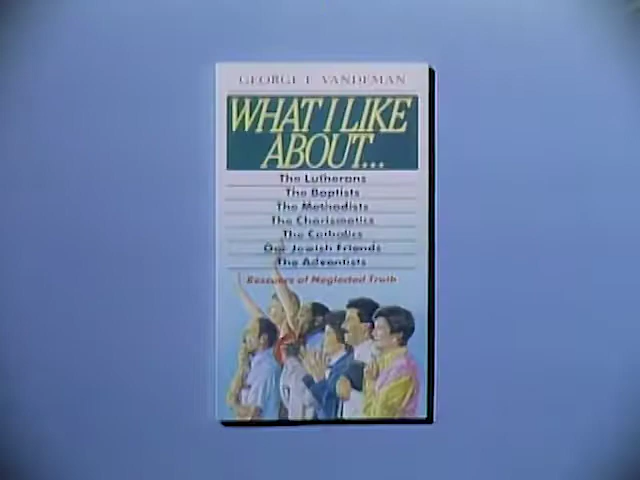 GEORGE E. VANDEMAN
WHAT I LIKE
ABOUT...
The Lutherans
The Baptists
The Methodists
The Charismatics
The Catholics
Our Jewish Friends
The Adventists
Rescuers of Neglected Truth